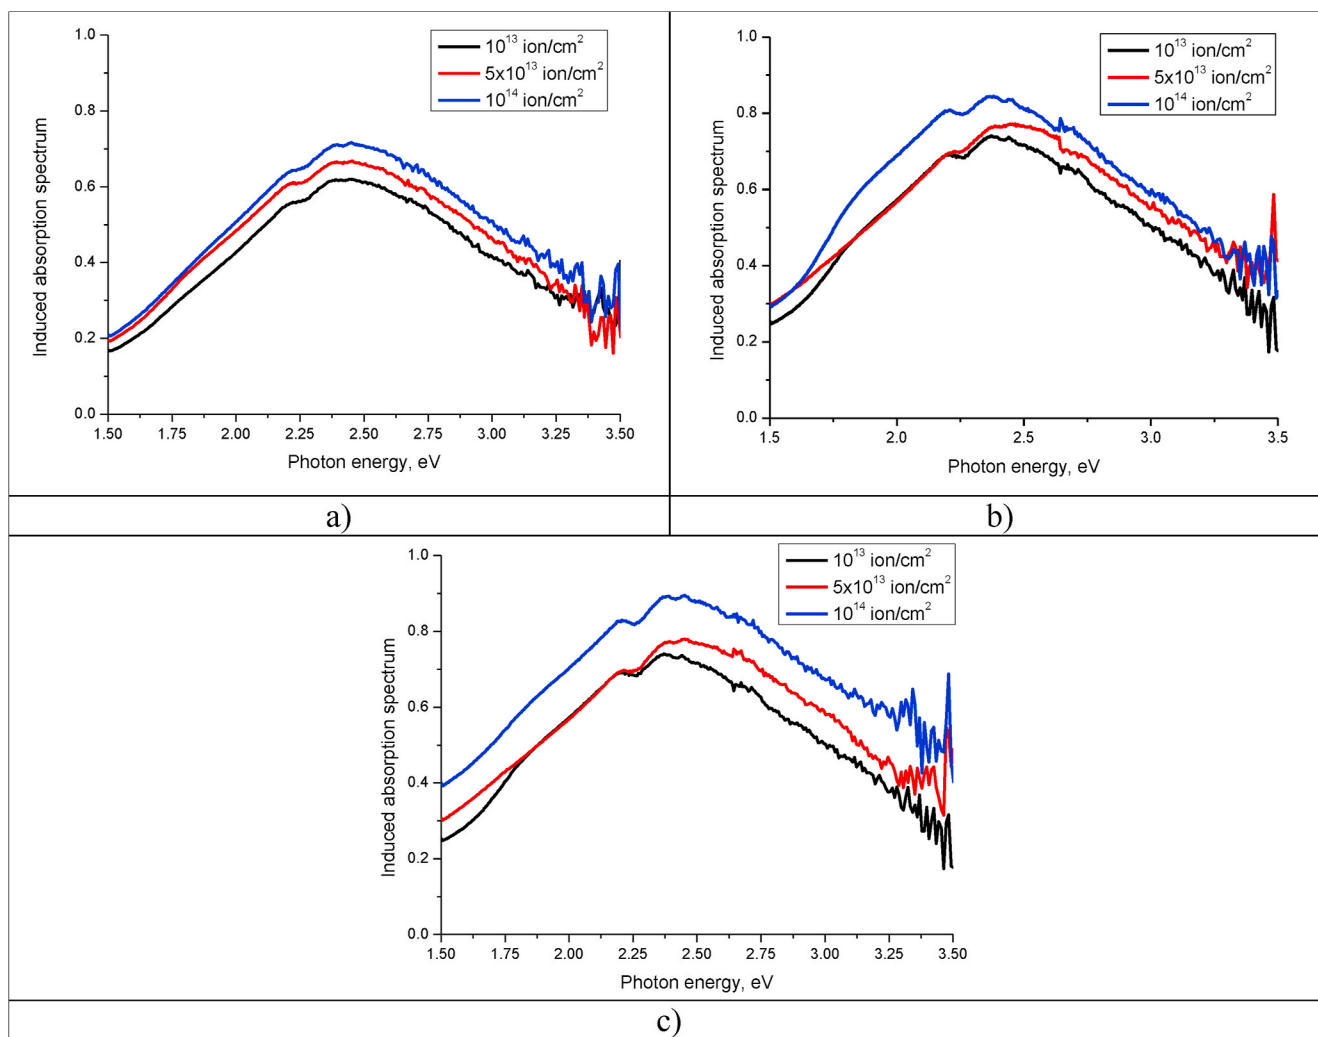 1.0
0.8
0.6
0.4
0.2
0.0
Induced absorption spectrum
10¹³ ion/cm²
5x10¹³ ion/cm²
10¹⁴ ion/cm²
1.50 1.75 2.00 2.25 2.50 2.75 3.00 3.25 3.50
Photon energy, eV
a)
1.0
0.8
0.6
0.4
0.2
0.0
Induced absorption spectrum
10¹³ ion/cm²
5x10¹³ ion/cm²
10¹⁴ ion/cm²
1.5 2.0 2.5 3.0 3.5
Photon energy, eV
b)
1.0
0.8
0.6
0.4
0.2
0.0
Induced absorption spectrum
10¹³ ion/cm²
5x10¹³ ion/cm²
10¹⁴ ion/cm²
1.50 1.75 2.00 2.25 2.50 2.75 3.00 3.25 3.50
Photon energy, eV
c)